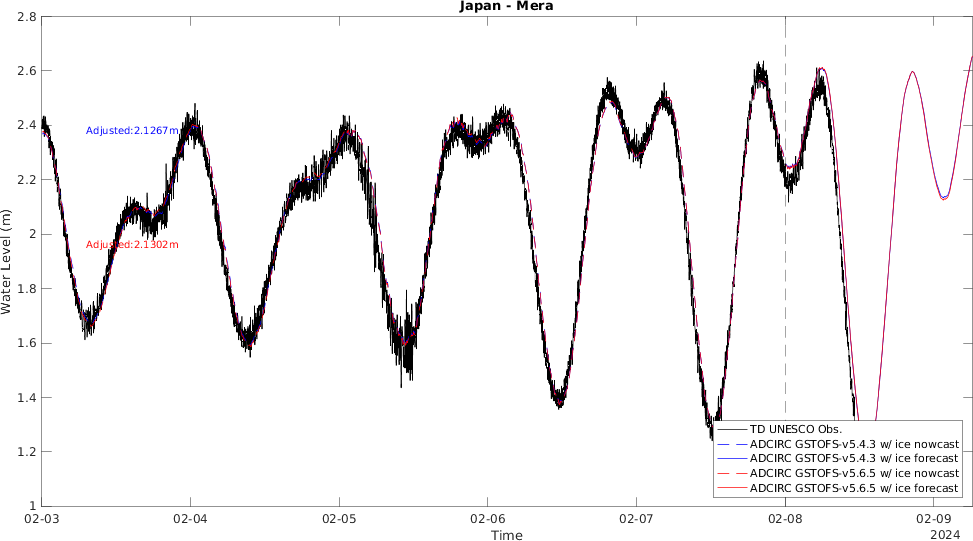 Japan - Mera
2.8
2.6
2.4
2.2
2
1.8
1.6
1.4
1.2
1
Water Level (m)
Adjusted:2.1267m
Adjusted:2.1302m
TD UNESCO Obs.
ADCIRC GSTOFS-v5.4.3 w/ ice nowcast
ADCIRC GSTOFS-v5.4.3 w/ ice forecast
ADCIRC GSTOFS-v5.6.5 w/ ice nowcast
ADCIRC GSTOFS-v5.6.5 w/ ice forecast
02-03 02-04 02-05 02-06 02-07 02-08 02-09
Time
2024